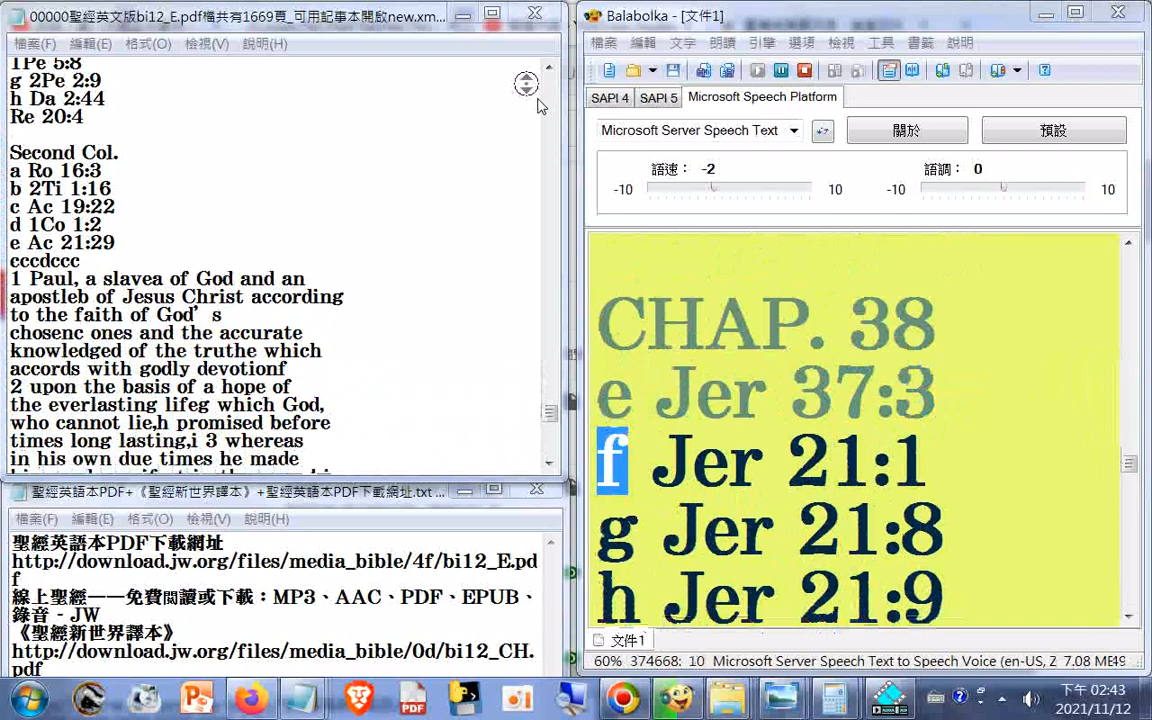 00000聖經英文版bi12_E.pdf檔共有1669頁_可用記事本開啟new.xm...
檔案(F) 編輯(E) 格式(O) 檢視(V) 說明(H)
1Pe 5:8
g 2Pe 2:9
h Da 2:44
Re 20:4
Second Col.
a Ro 16:3
b 2Ti 1:16
c Ac 19:22
d 1Co 1:2
e Ac 21:29
cccdccc
1 Paul, a slavea of God and an
apostleb of Jesus Christ according
to the faith of God’s
chosenc ones and the accurate
knowledged of the truthe which
accords with godly devotionf
2 upon the basis of a hope of
the everlasting lifeg which God,
who cannot lie,h promised before
times long lasting,i 3 whereas
in his own due times he made
聖經英語本PDF+《聖經新世界譯本》+聖經英語本PDF下載網址.txt ...
檔案(F) 編輯(E) 格式(O) 檢視(V) 說明(H)
聖經英語本PDF下載網址
http://download.jw.org/files/media_bible/4f/bi12_E.pd
f
線上聖經——免費閱讀或下載：MP3、AAC、PDF、EPUB、
錄音 - JW
《聖經新世界譯本》
http://download.jw.org/files/media_bible/0d/bi12_CH.
pdf
Balabolka - [文件1]
檔案 編輯 文字 朗讀 引擎 選項 檢視 工具 書籤 說明
SAPI 4 SAPI 5 Microsoft Speech Platform
Microsoft Server Speech Text 關於 預設
語速： -2 語調： 0
-10 10 -10 10
CHAP. 38
e Jer 37:3
f Jer 21:1
g Jer 21:8
h Jer 21:9
文件1
60% 374668: 10 Microsoft Server Speech Text to Speech Voice (en-US, Z 7.08 MB
下午 02:43
2021/11/12